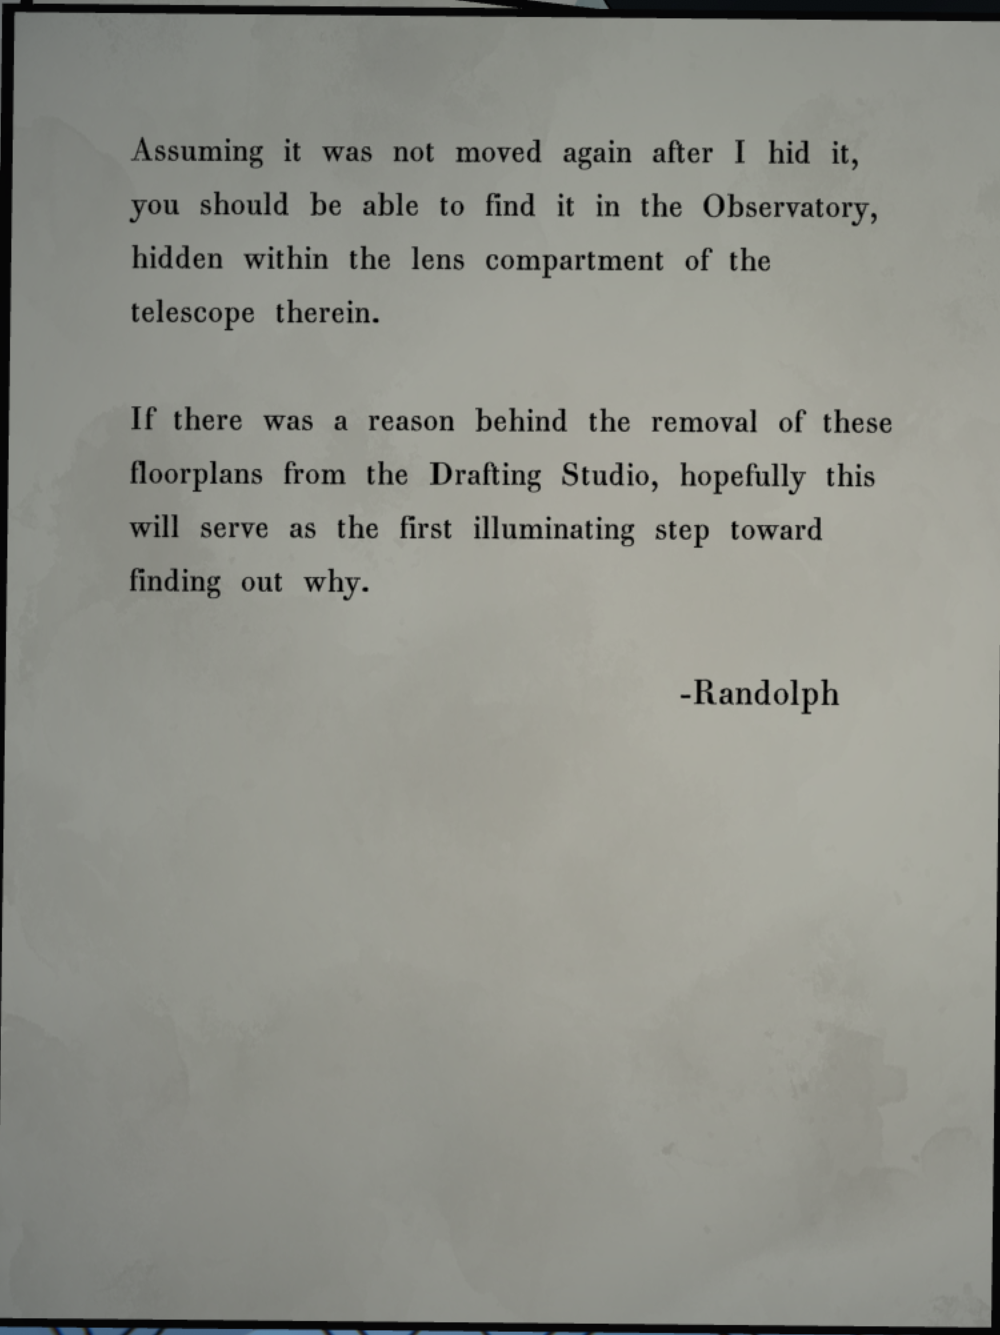 Assuming it was not moved again after I hid it,
you should be able to find it in the Observatory,
hidden within the lens compartment of the
telescope therein.
If there was a reason behind the removal of these
floorplans from the Drafting Studio, hopefully this
will serve as the first illuminating step toward
finding out why.
-Randolph